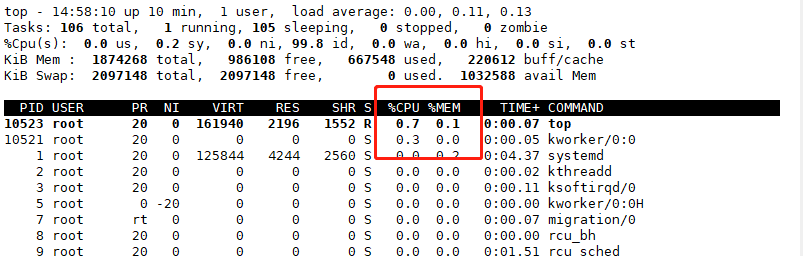 top - 14:58:10 up 10 min,  1 user,  load average: 0.00, 0.11, 0.13
Tasks: 106 total,   1 running, 105 sleeping,   0 stopped,   0 zombie
%Cpu(s):  0.0 us,  0.2 sy,  0.0 ni, 99.8 id,  0.0 wa,  0.0 hi,  0.0 si,  0.0 st
KiB Mem :  1874268 total,   986108 free,   667548 used,   220612 buff/cache
KiB Swap:  2097148 total,  2097148 free,        0 used.  1032588 avail Mem
  PID USER      PR  NI    VIRT    RES    SHR S  %CPU %MEM     TIME+ COMMAND
10523 root      20   0  161940   2196   1552 R   0.7  0.1   0:00.07 top
10521 root      20   0       0      0      0 S   0.3  0.0   0:00.05 kworker/0:0
    1 root      20   0  125844   4244   2560 S   0.0  0.2   0:04.37 systemd
    2 root      20   0       0      0      0 S   0.0  0.0   0:00.02 kthreadd
    3 root      20   0       0      0      0 S   0.0  0.0   0:00.11 ksoftirqd/0
    5 root       0 -20       0      0      0 S   0.0  0.0   0:00.00 kworker/0:0H
    7 root      rt   0       0      0      0 S   0.0  0.0   0:00.07 migration/0
    8 root      20   0       0      0      0 S   0.0  0.0   0:00.00 rcu_bh
    9 root      20   0       0      0      0 S   0.0  0.0   0:01.51 rcu_sched